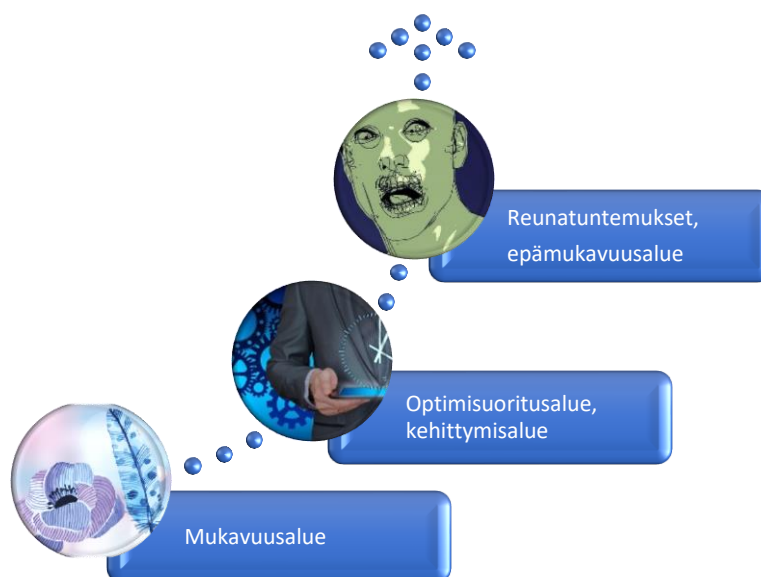 Reunatuntemukset,
epämukavuusalue
Optimisuoritusalue,
kehittymisalue
Mukavuusalue